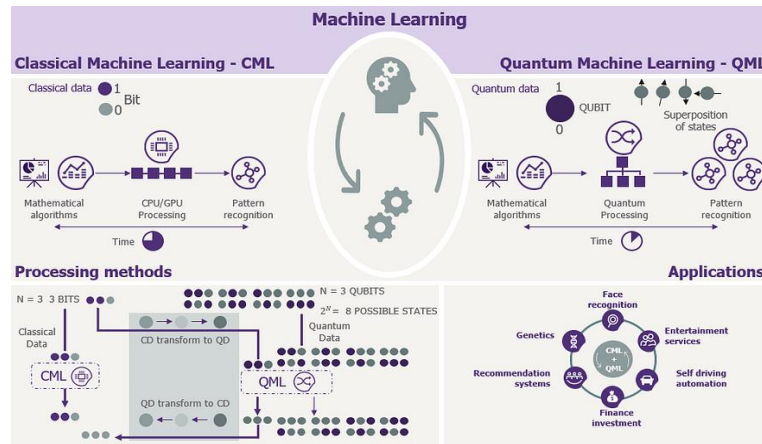 Machine Learning
Classical Machine Learning - CML
Quantum Machine Learning - QML
Classical data
1
0
Bit
Mathematical
algorithms
CPU/GPU
Processing
Pattern
recognition
Time
Quantum data
1
QUBIT
0
Superposition
of states
Mathematical
algorithms
Quantum
Processing
Pattern
recognition
Time
Processing methods
N = 3 3 BITS
N = 3 QUBITS
2ᴺ = 8 POSSIBLE STATES
Classical
Data
CD transform to QD
Quantum
Data
CML
QML
QD transform to CD
Applications
Face
recognition
Genetics
Entertainment
services
CML
+
QML
Recommendation
systems
Self driving
automation
Finance
investment